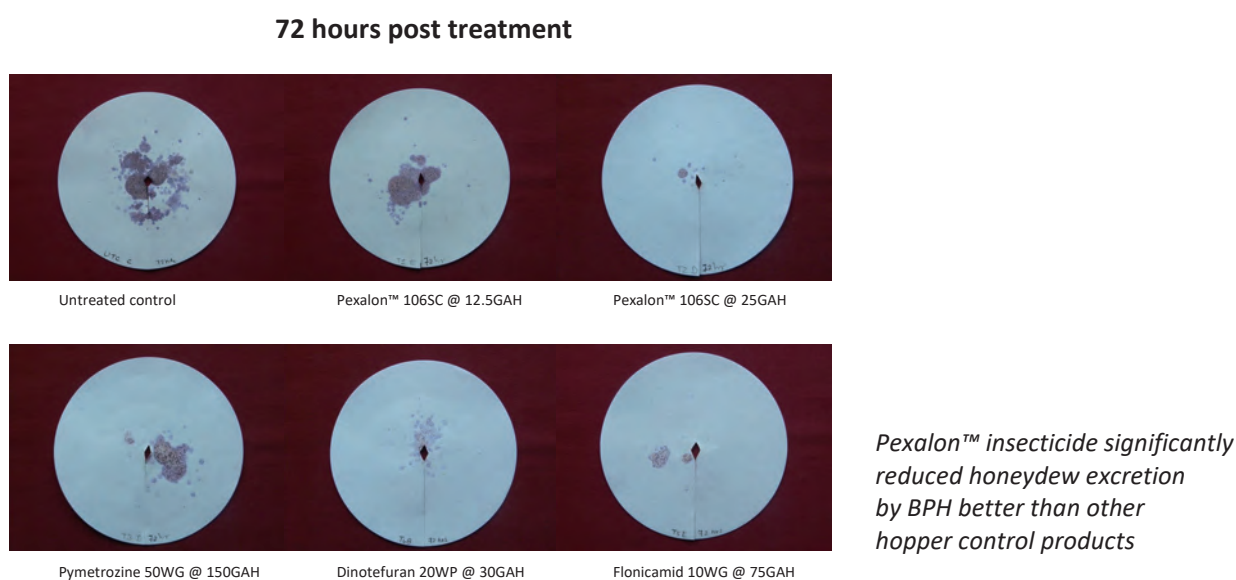 72 hours post treatment
Untreated control
Pexalon™ 106SC @ 12.5GAH
Pexalon™ 106SC @ 25GAH
Pymetrozine 50WG @ 150GAH
Dinotefuran 20WP @ 30GAH
Flonicamid 10WG @ 75GAH
Pexalon™ insecticide significantly
reduced honeydew excretion
by BPH better than other
hopper control products